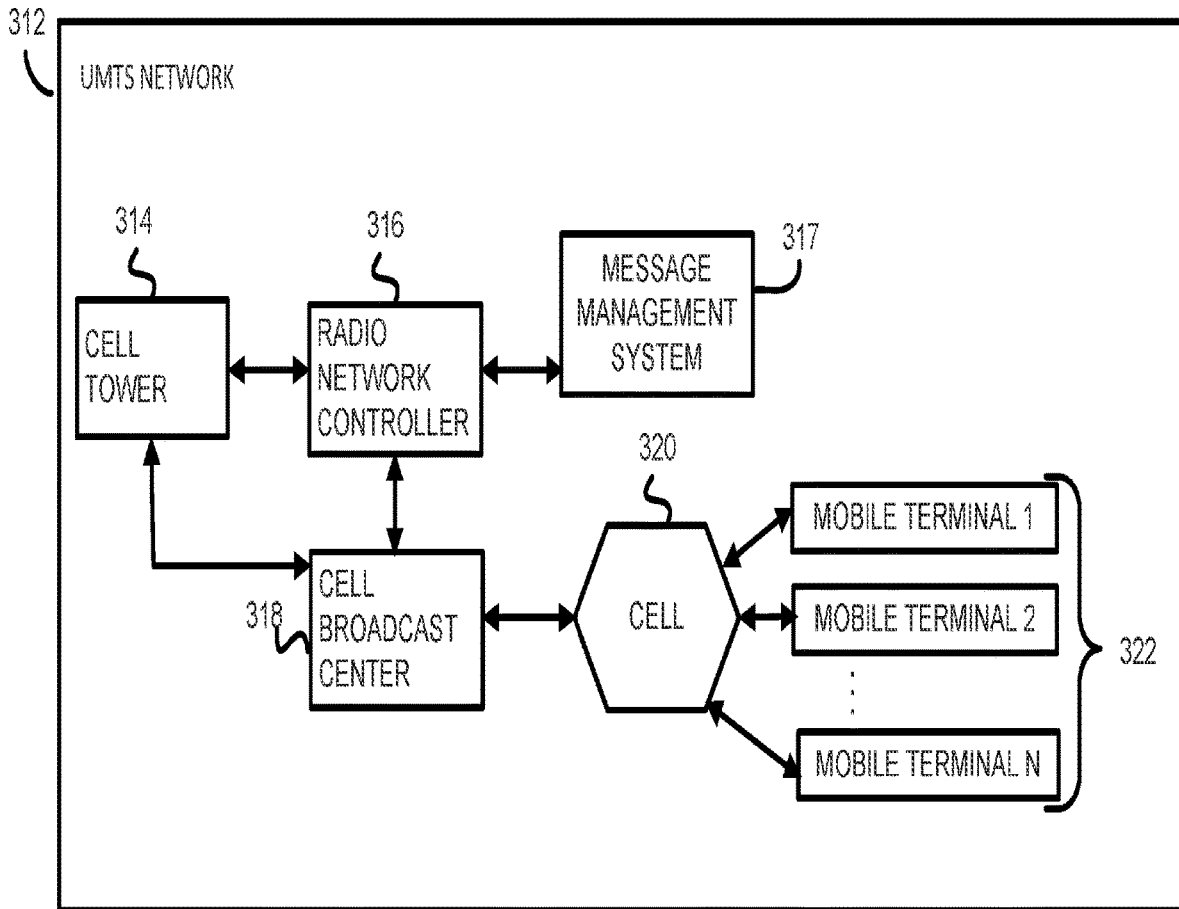 312
UMTS NETWORK
314
316
317
CELL
TOWER
RADIO
NETWORK
CONTROLLER
MESSAGE
MANAGEMENT
SYSTEM
318
CELL
BROADCAST
CENTER
320
CELL
MOBILE TERMINAL 1
MOBILE TERMINAL 2
⋮
MOBILE TERMINAL N
322